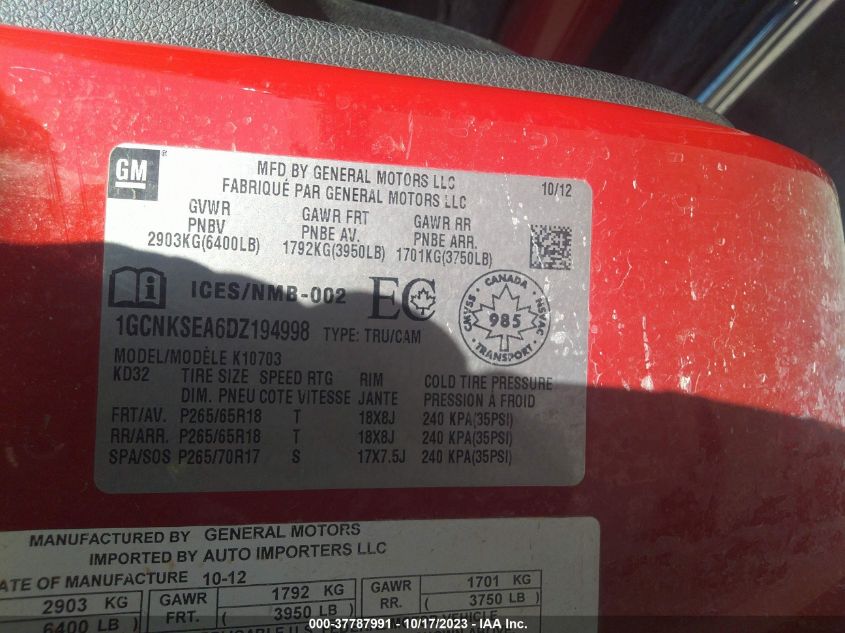 GM ®
MFD BY GENERAL MOTORS LLC
FABRIQUÉ PAR GENERAL MOTORS LLC
10/12
GVWR GAWR FRT GAWR RR
PNBV PNBE AV. PNBE ARR.
2903KG(6400LB) 1792KG(3950LB) 1701KG(3750LB)
ICES/NMB-002 EC
CANADA
CMVSS 985 NSVAC
TRANSPORT
1GCNKSEA6DZ194998 TYPE: TRU/CAM
MODEL/MODÈLE K10703
KD32 TIRE SIZE SPEED RTG RIM COLD TIRE PRESSURE
DIM. PNEU COTE VITESSE JANTE PRESSION À FROID
FRT/AV. P265/65R18 T 18X8J 240 KPA(35PSI)
RR/ARR. P265/65R18 T 18X8J 240 KPA(35PSI)
SPA/SOS P265/70R17 S 17X7.5J 240 KPA(35PSI)
MANUFACTURED BY GENERAL MOTORS
IMPORTED BY AUTO IMPORTERS LLC
ATE OF MANUFACTURE 10-12
2903 KG GAWR 1792 KG GAWR 1701 KG
6400 LB FRT. ( 3950 LB ) RR. ( 3750 LB )
000-37787991 - 10/17/2023 - IAA Inc.